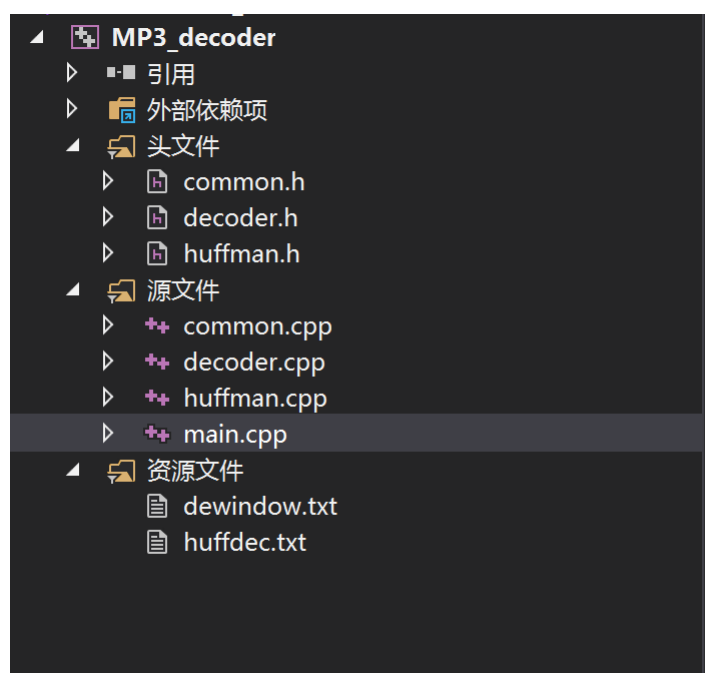 MP3_decoder
引用
外部依赖项
头文件
common.h
decoder.h
huffman.h
源文件
common.cpp
decoder.cpp
huffman.cpp
main.cpp
资源文件
dewindow.txt
huffdec.txt